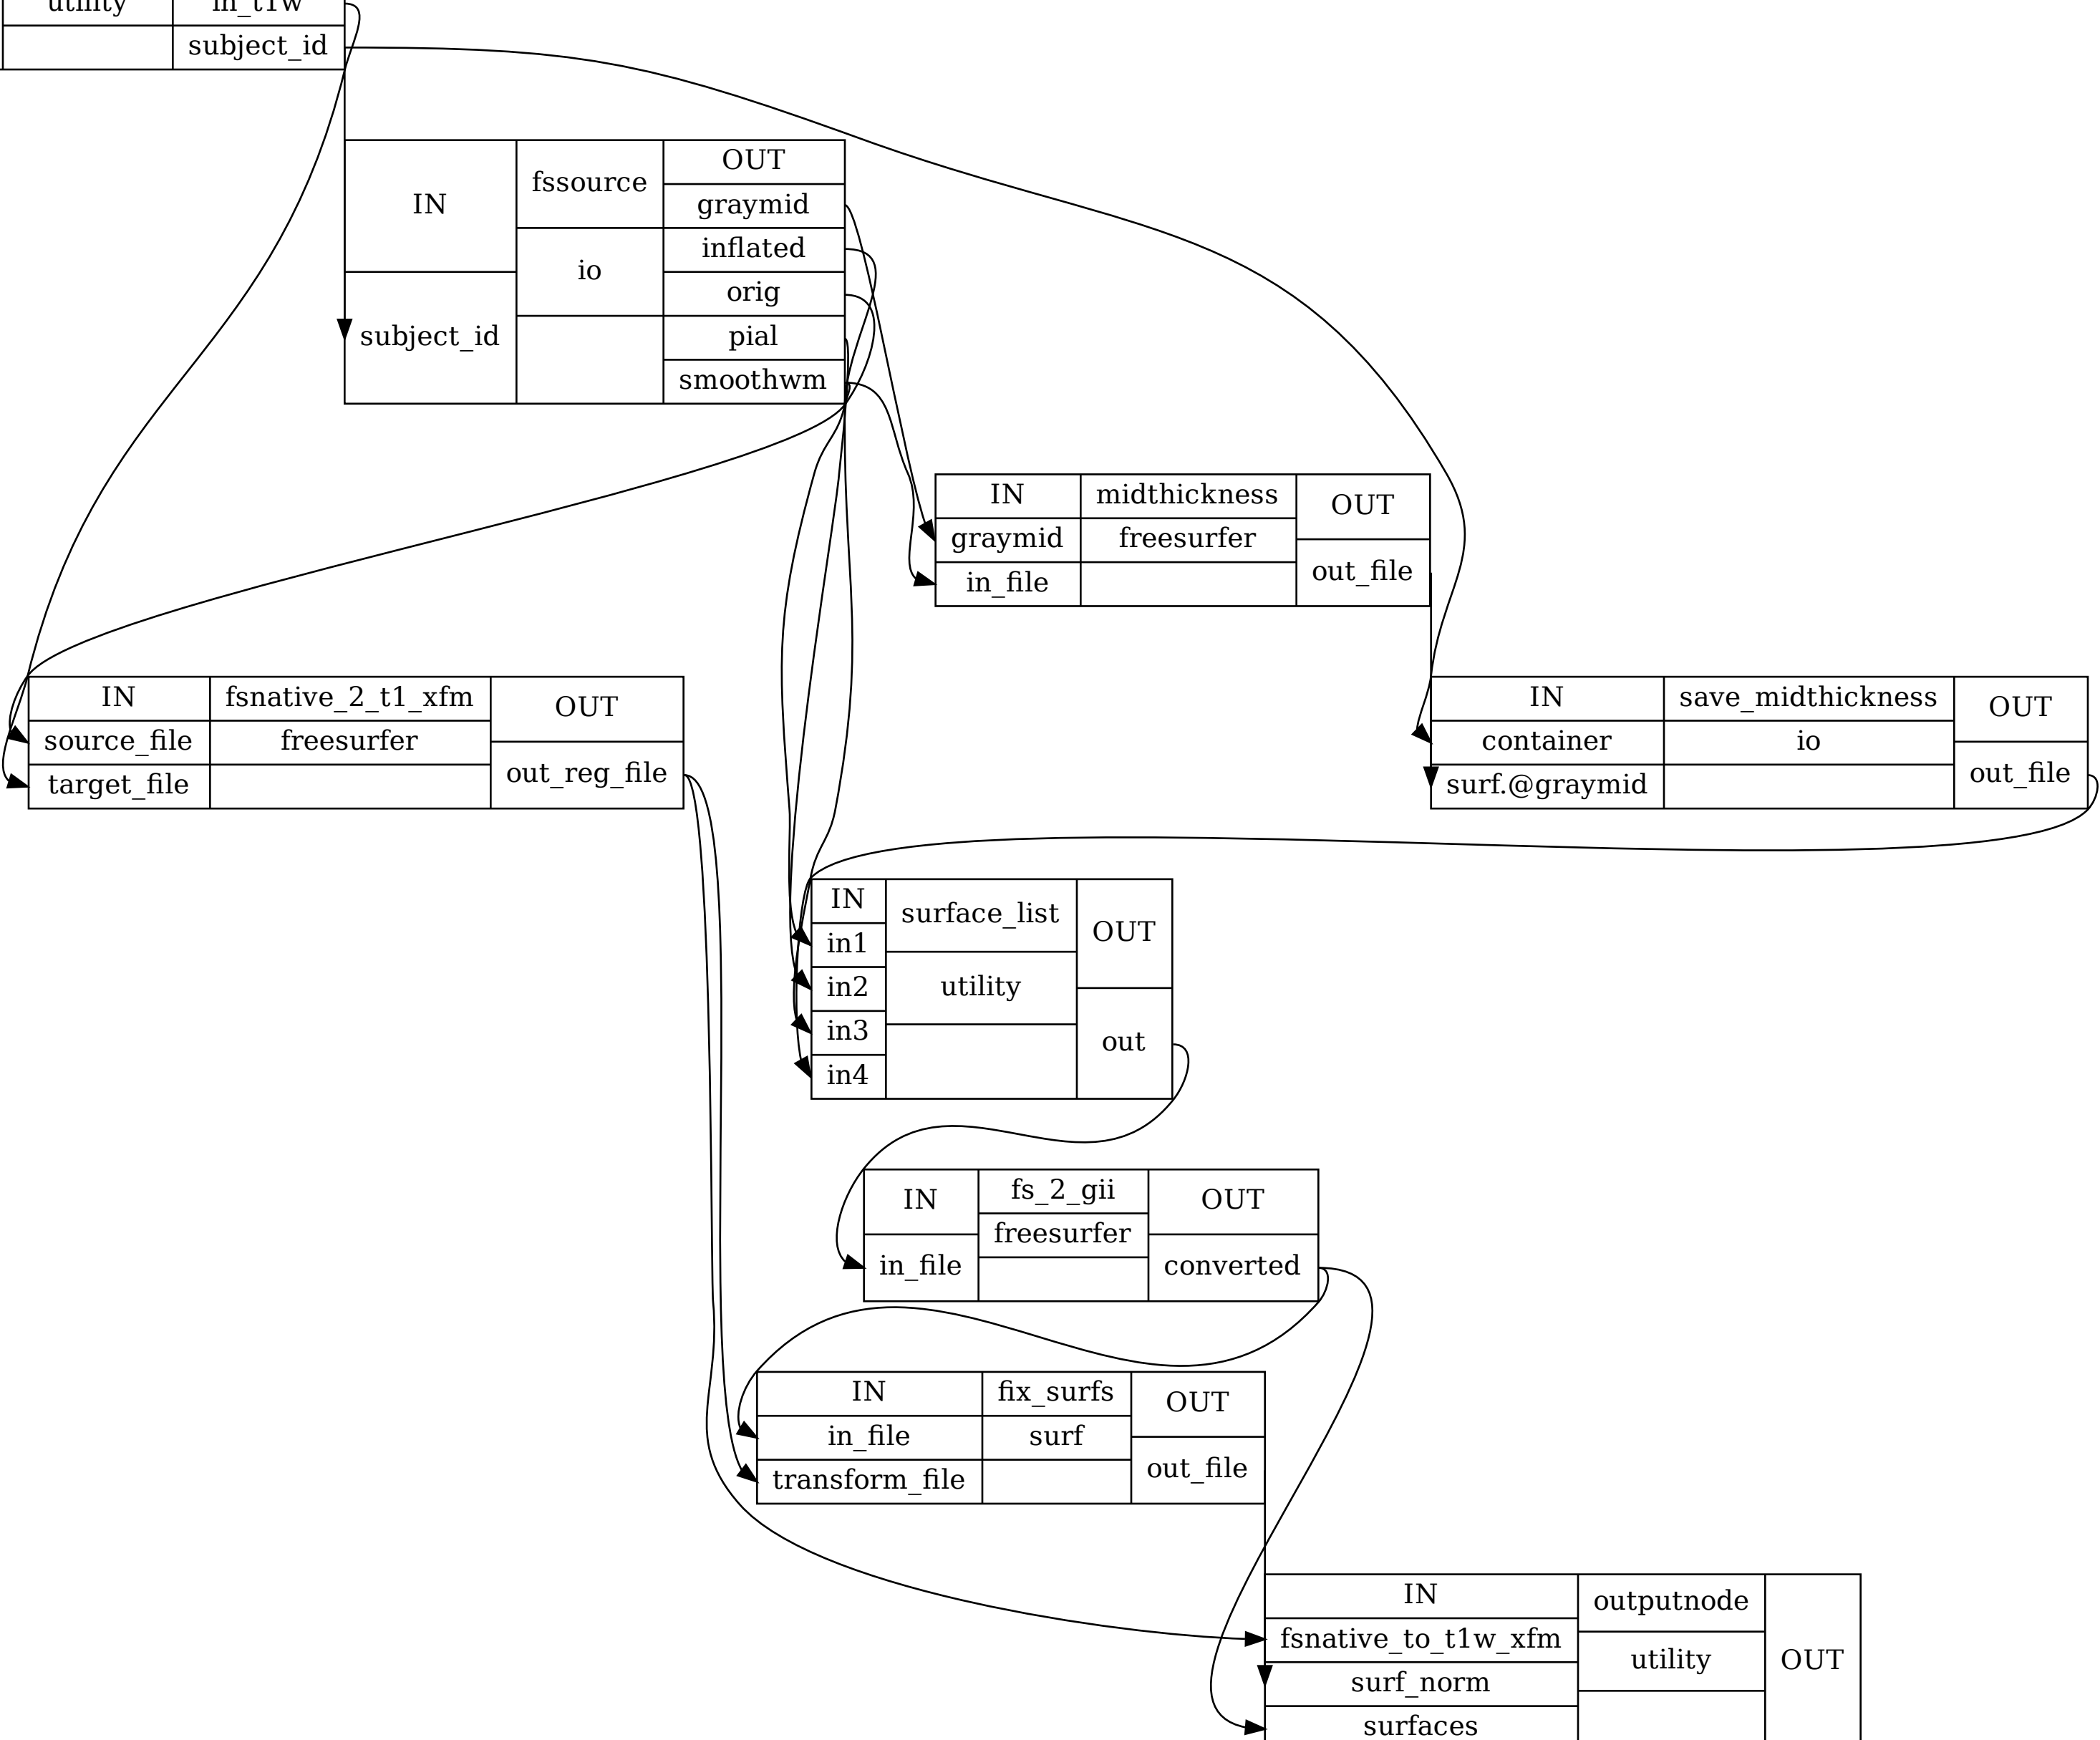 utility in_t1w
subject_id
IN fssource OUT
graymid
inflated
io
orig
subject_id pial
smoothwm
IN midthickness OUT
graymid freesurfer
in_file out_file
IN fsnative_2_t1_xfm OUT
source_file freesurfer
target_file out_reg_file
IN save_midthickness OUT
container io
surf.@graymid out_file
IN surface_list OUT
in1
in2 utility
in3 out
in4
IN fs_2_gii OUT
freesurfer
in_file converted
IN fix_surfs OUT
in_file surf
transform_file out_file
IN outputnode OUT
fsnative_to_t1w_xfm utility
surf_norm
surfaces